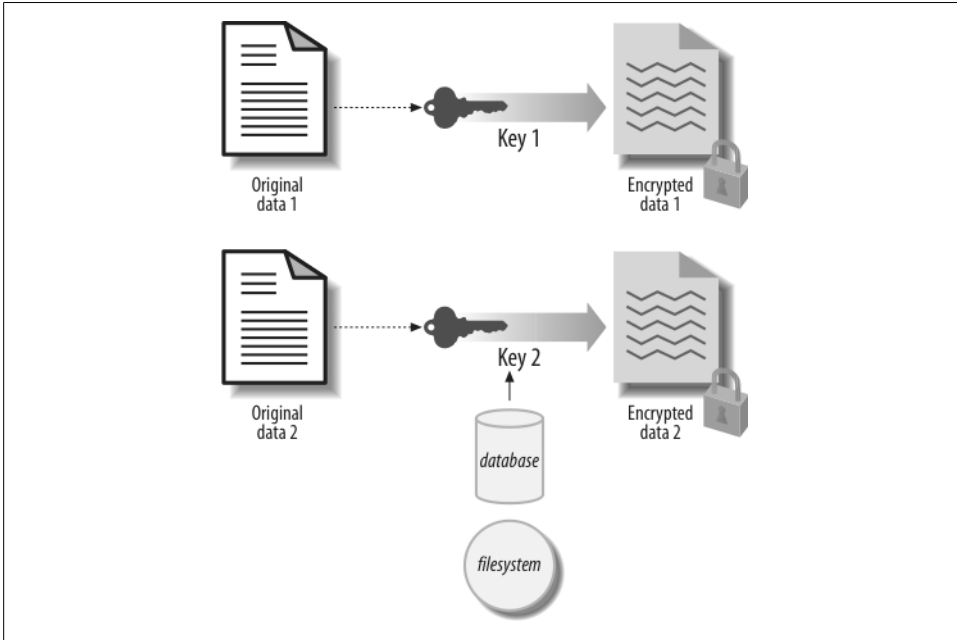 Key 1
Original
data 1
Encrypted
data 1
Key 2
Original
data 2
Encrypted
data 2
database
filesystem